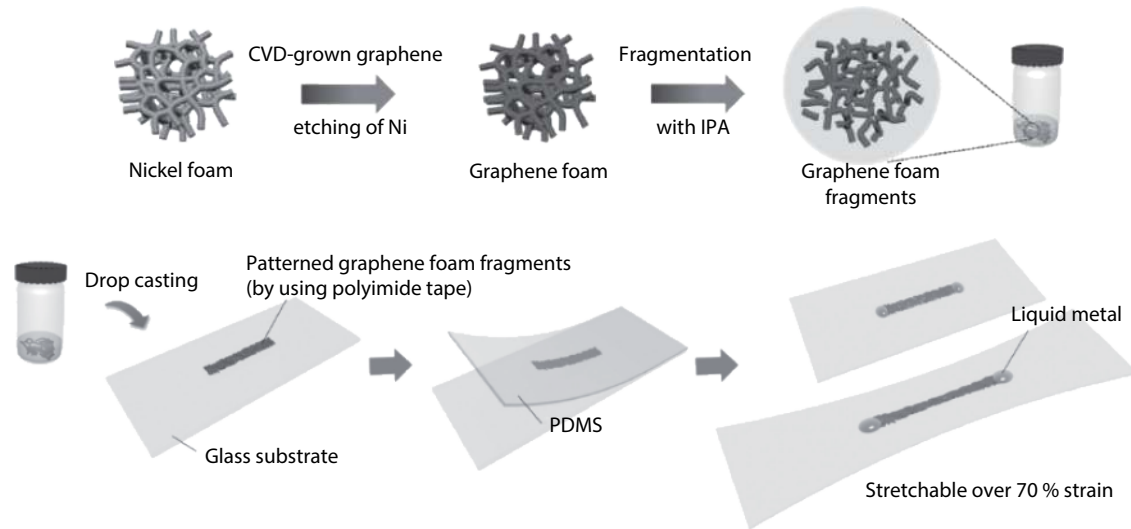 CVD-grown graphene
etching of Ni
Fragmentation
with IPA
Nickel foam
Graphene foam
Graphene foam
fragments
Drop casting
Patterned graphene foam fragments
(by using polyimide tape)
Liquid metal
PDMS
Glass substrate
Stretchable over 70 % strain